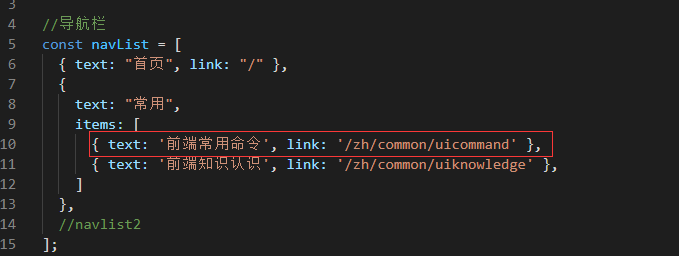 3
4 //导航栏
5 const navList = [
6 { text: "首页", link: "/" },
7 {
8 text: "常用",
9 items: [
10 { text: '前端常用命令', link: '/zh/common/uicommand' },
11 { text: '前端知识认识', link: '/zh/common/uiknowledge' },
12 ]
13 },
14 //navlist2
15 ];